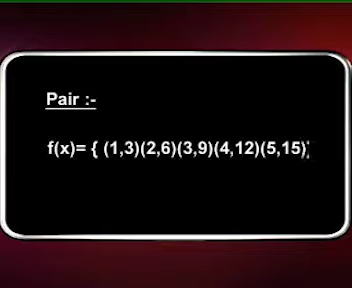 Pair :-
f(x)= { (1,3)(2,6)(3,9)(4,12)(5,15)